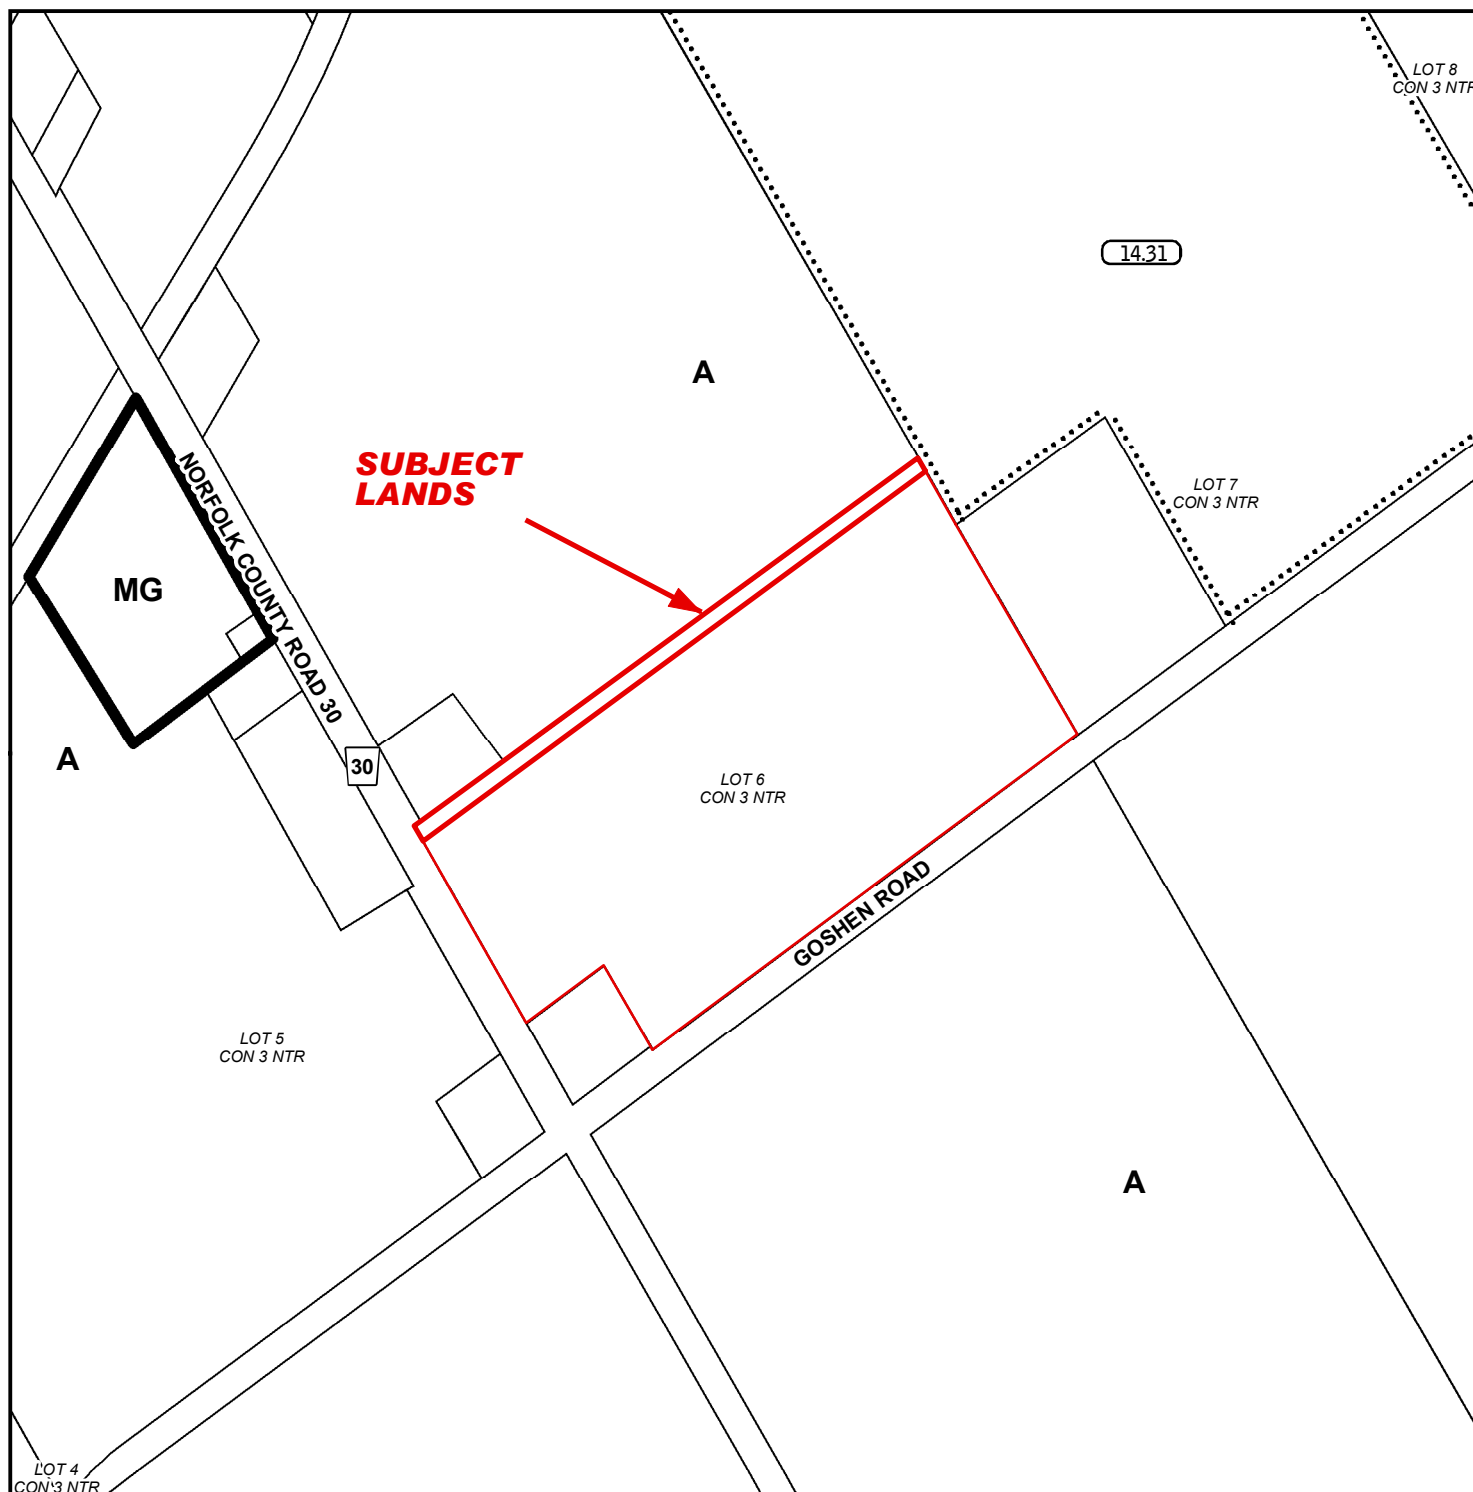 LOT 8
CON 3 NTR
14.31
A
SUBJECT
LANDS
NORFOLK COUNTY ROAD 30
LOT 7
CON 3 NTR
MG
A
30
LOT 6
CON 3 NTR
GOSHEN ROAD
LOT 5
CON 3 NTR
A
LOT 4
CON 3 NTR